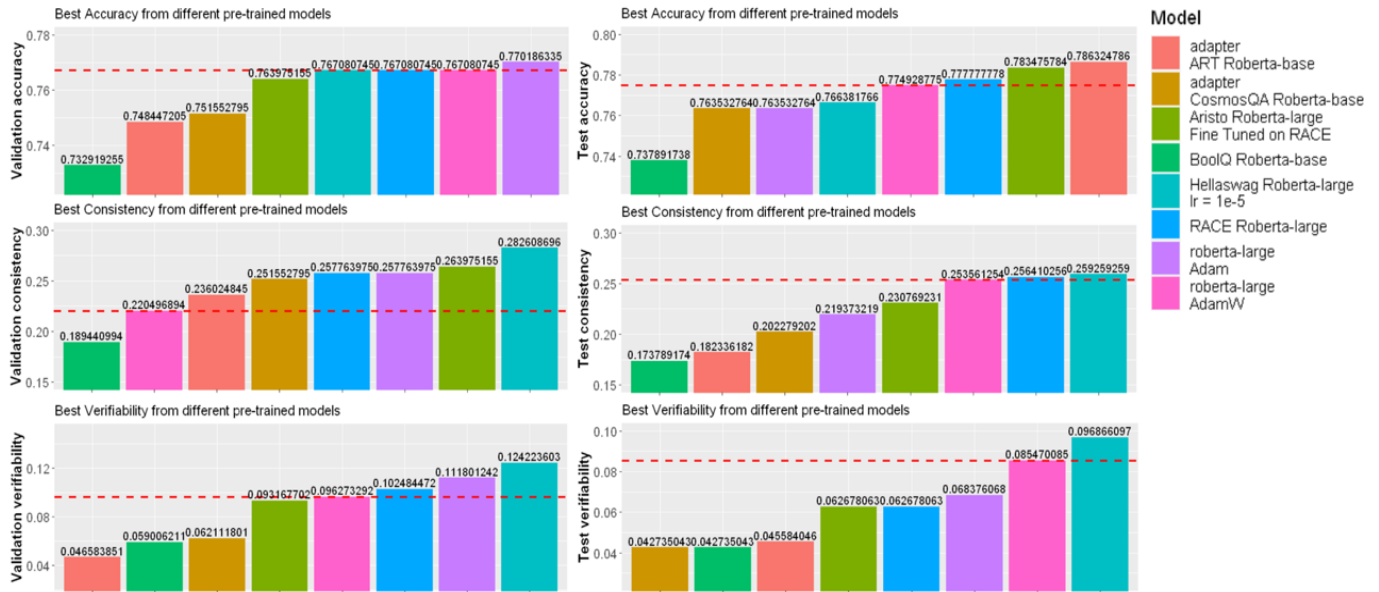 Best Accuracy from different pre-trained models
Validation accuracy
0.78
0.76
0.74
0.732919255
0.748447205
0.751552795
0.763975155
0.767080745
0.767080745
0.767080745
0.770186335
Best Accuracy from different pre-trained models
Test accuracy
0.80
0.78
0.76
0.74
0.737891738
0.763532764
0.763532764
0.766381766
0.774928775
0.777777778
0.783475784
0.786324786
Best Consistency from different pre-trained models
Validation consistency
0.30
0.25
0.20
0.15
0.189440994
0.220496894
0.236024845
0.251552795
0.257763975
0.257763975
0.263975155
0.282608696
Best Consistency from different pre-trained models
Test consistency
0.30
0.25
0.20
0.15
0.173789174
0.182336182
0.202279202
0.219373219
0.230769231
0.253561254
0.256410256
0.259259259
Best Verifiability from different pre-trained models
Validation verifiability
0.12
0.08
0.04
0.046583851
0.059006211
0.062111801
0.093167702
0.096273292
0.102484472
0.111801242
0.124223603
Best Verifiability from different pre-trained models
Test verifiability
0.10
0.08
0.06
0.04
0.042735043
0.042735043
0.045584046
0.062678063
0.062678063
0.068376068
0.085470085
0.096866097
Model
adapter
ART Roberta-base
adapter
CosmosQA Roberta-base
Aristo Roberta-large
Fine Tuned on RACE
BoolQ Roberta-base
Hellaswag Roberta-large
lr = 1e-5
RACE Roberta-large
roberta-large
Adam
roberta-large
AdamW